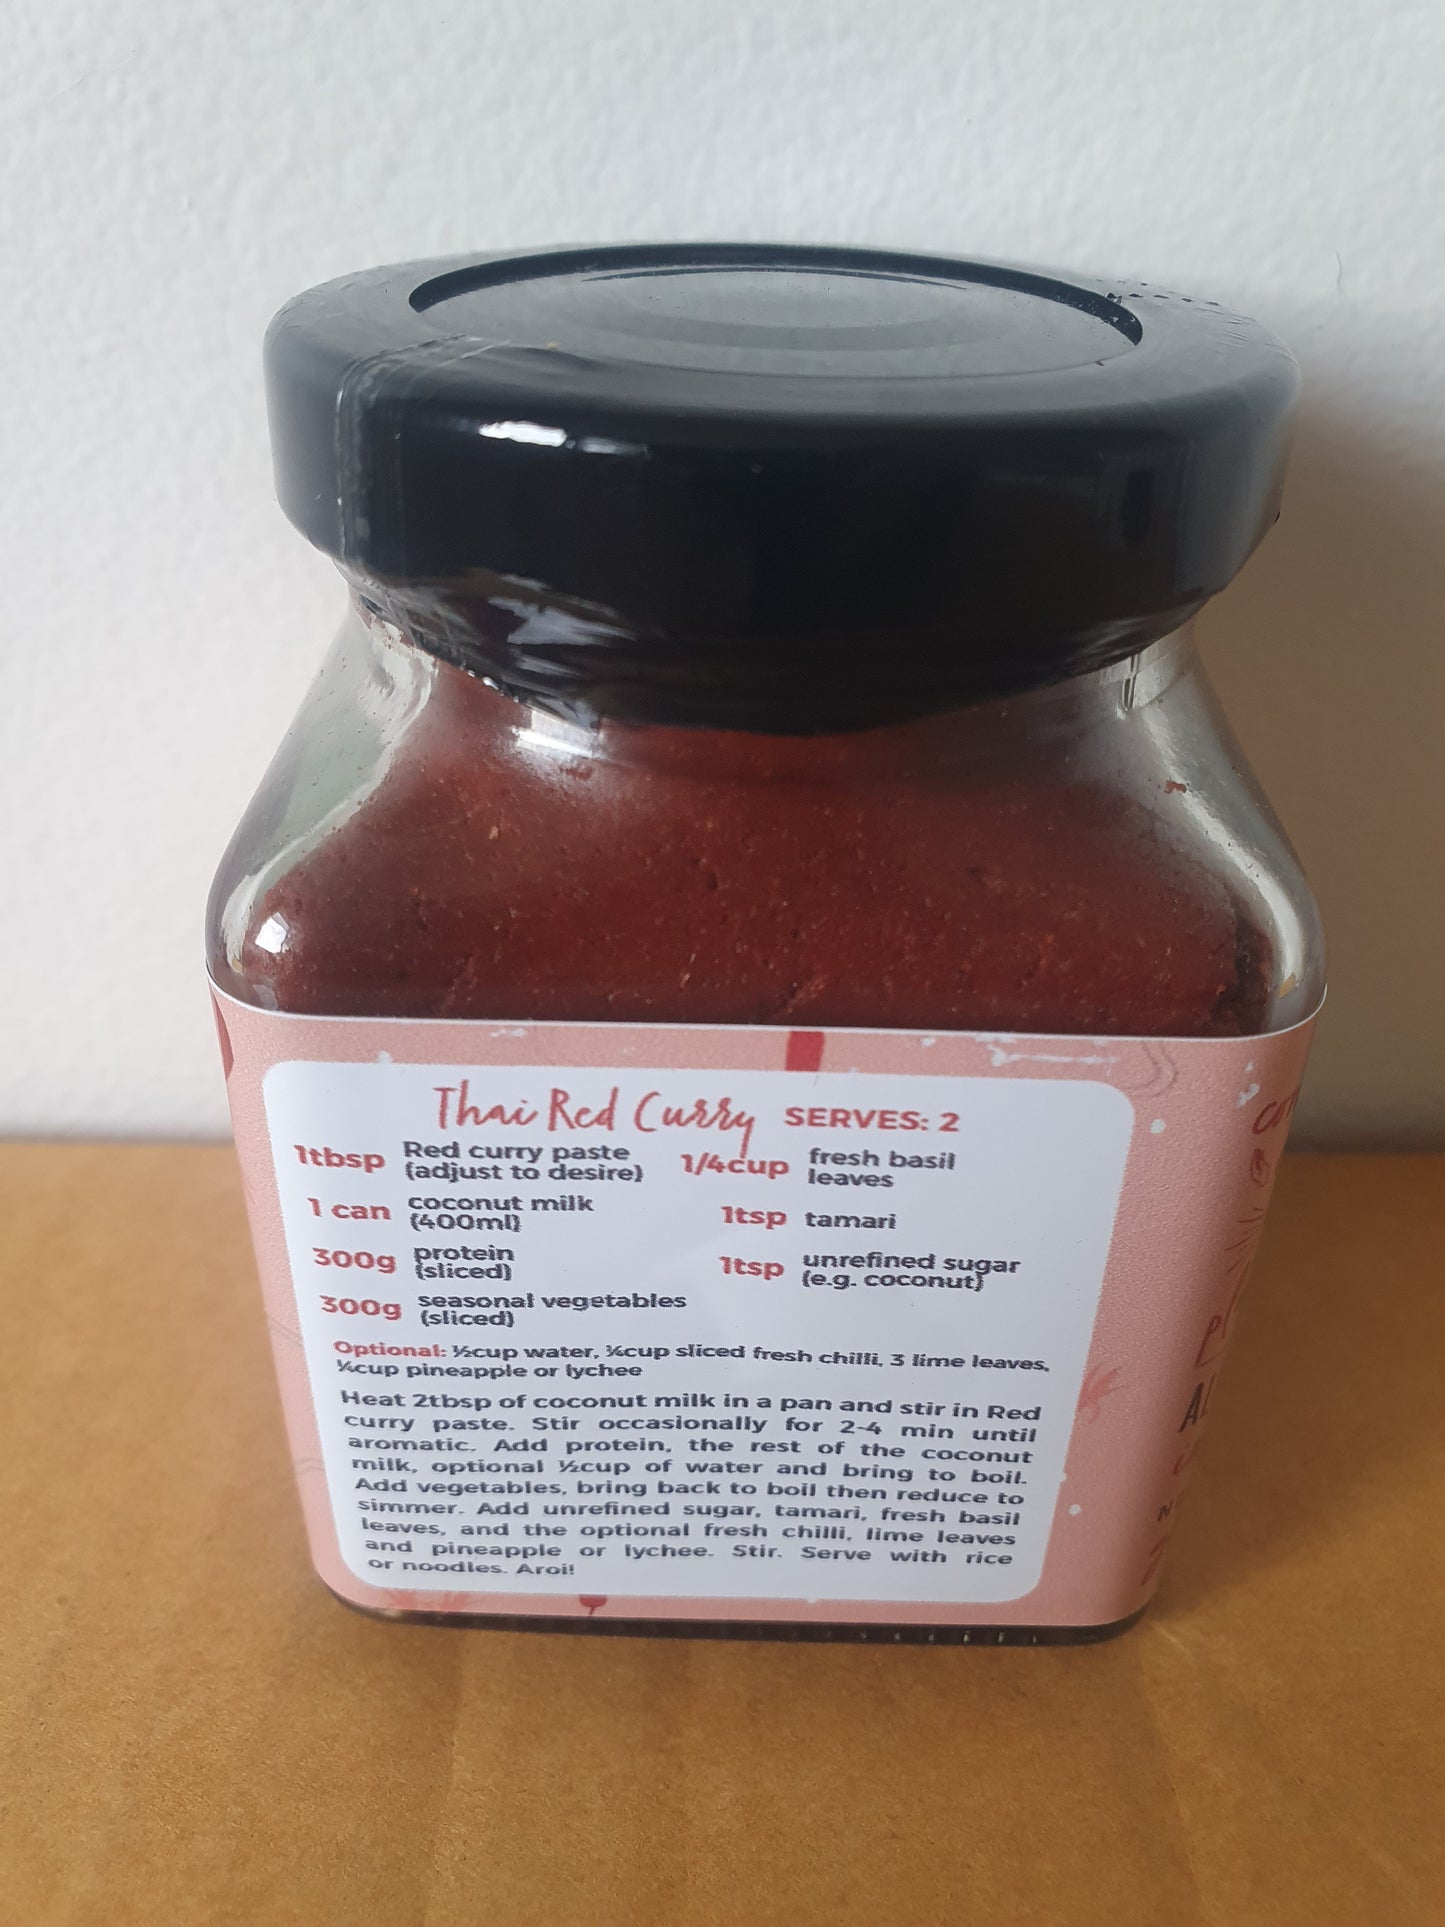 Thai Red Curry SERVES: 2
1tbsp Red curry paste
(adjust to desire)
1 can coconut milk
(400ml)
300g protein
(sliced)
300g seasonal vegetables
(sliced)
1/4cup fresh basil
leaves
1tsp tamari
1tsp unrefined sugar
(e.g. coconut)
Optional: ½cup water, ¼cup sliced fresh chilli, 3 lime leaves,
¼cup pineapple or lychee
Heat 2tbsp of coconut milk in a pan and stir in Red
curry paste. Stir occasionally for 2-4 min until
aromatic. Add protein, the rest of the coconut
milk, optional ½cup of water and bring to boil.
Add vegetables, bring back to boil then reduce to
simmer. Add unrefined sugar, tamari, fresh basil
leaves, and the optional fresh chilli, lime leaves
and pineapple or lychee. Stir. Serve with rice
or noodles. Aroi!